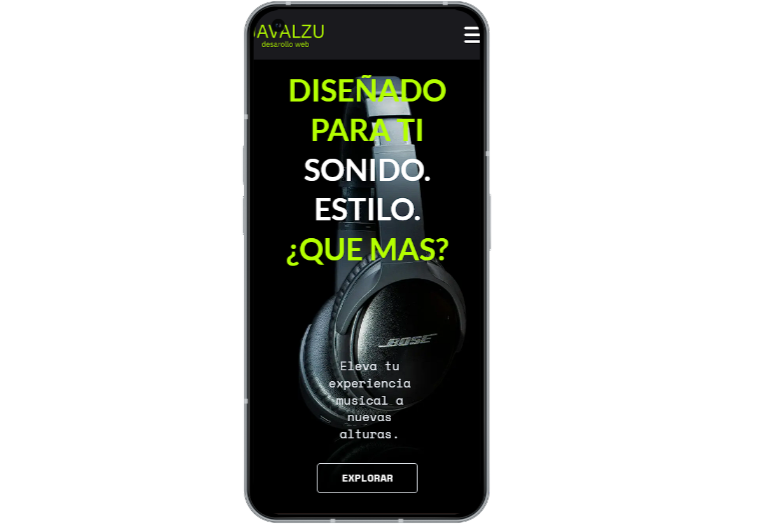 AVALZU
desarollo web
DISEÑADO
PARA TI
SONIDO.
ESTILO.
¿QUE MAS?
BOSE
Eleva tu
experiencia
musical a
nuevas
alturas.
EXPLORAR